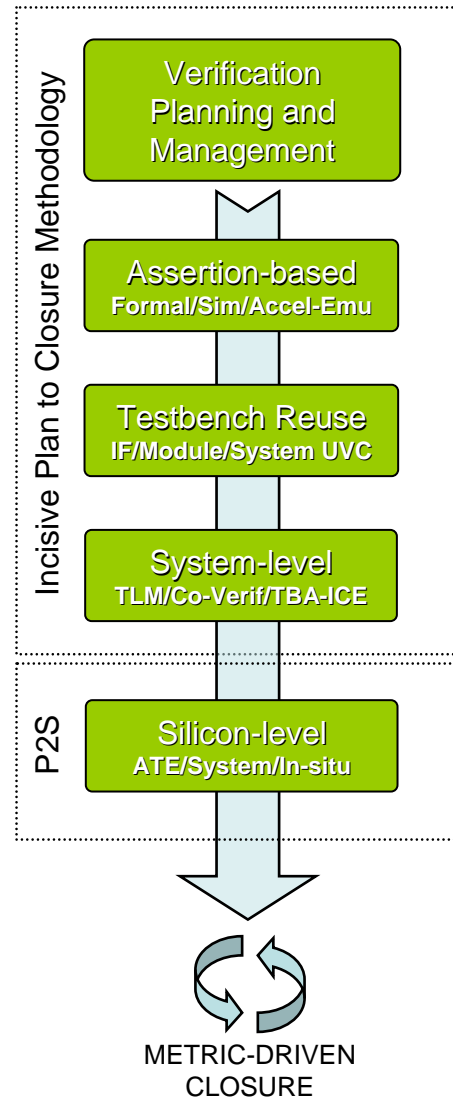 Incisive Plan to Closure Methodology
Verification
Planning and
Management
Assertion-based
Formal/Sim/Accel-Emu
Testbench Reuse
IF/Module/System UVC
System-level
TLM/Co-Verif/TBA-ICE
P2S
Silicon-level
ATE/System/In-situ
METRIC-DRIVEN
CLOSURE